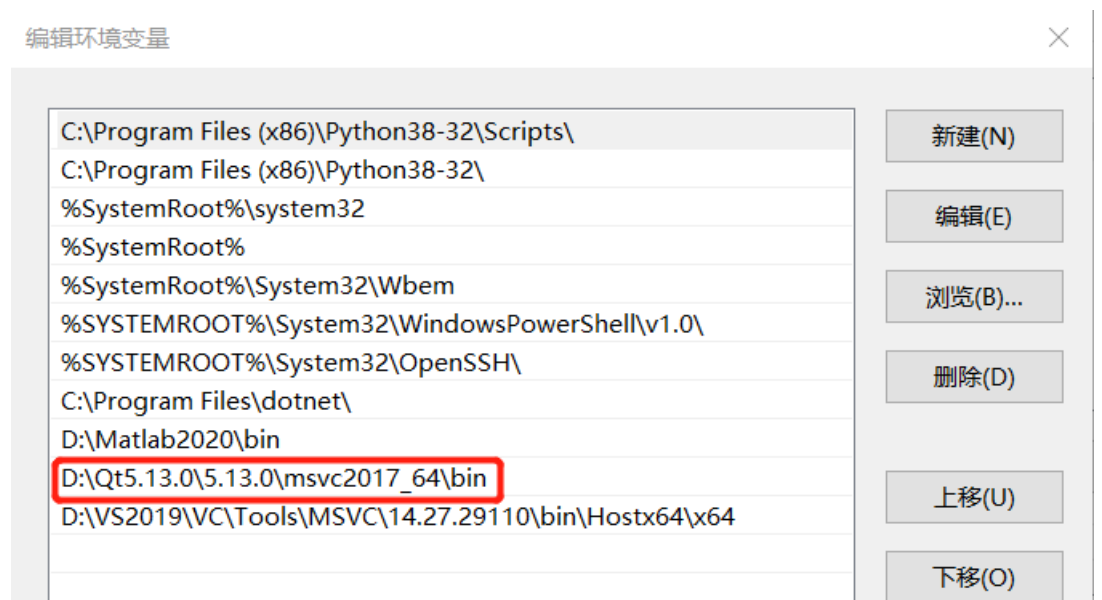 编辑环境变量
C:\Program Files (x86)\Python38-32\Scripts\
C:\Program Files (x86)\Python38-32\
%SystemRoot%\system32
%SystemRoot%
%SystemRoot%\System32\Wbem
%SYSTEMROOT%\System32\WindowsPowerShell\v1.0\
%SYSTEMROOT%\System32\OpenSSH\
C:\Program Files\dotnet\
D:\Matlab2020\bin
D:\Qt5.13.0\5.13.0\msvc2017_64\bin
D:\VS2019\VC\Tools\MSVC\14.27.29110\bin\Hostx64\x64
新建(N)
编辑(E)
浏览(B)...
删除(D)
上移(U)
下移(O)